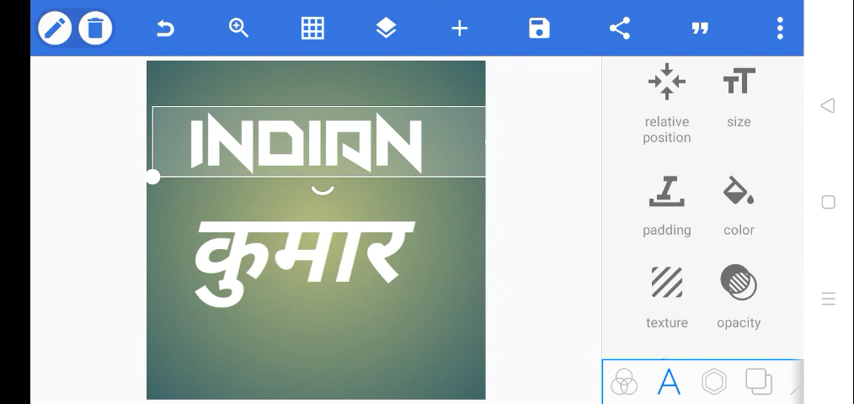 INDIAN
कुमार
relative position
size
padding
color
texture
opacity